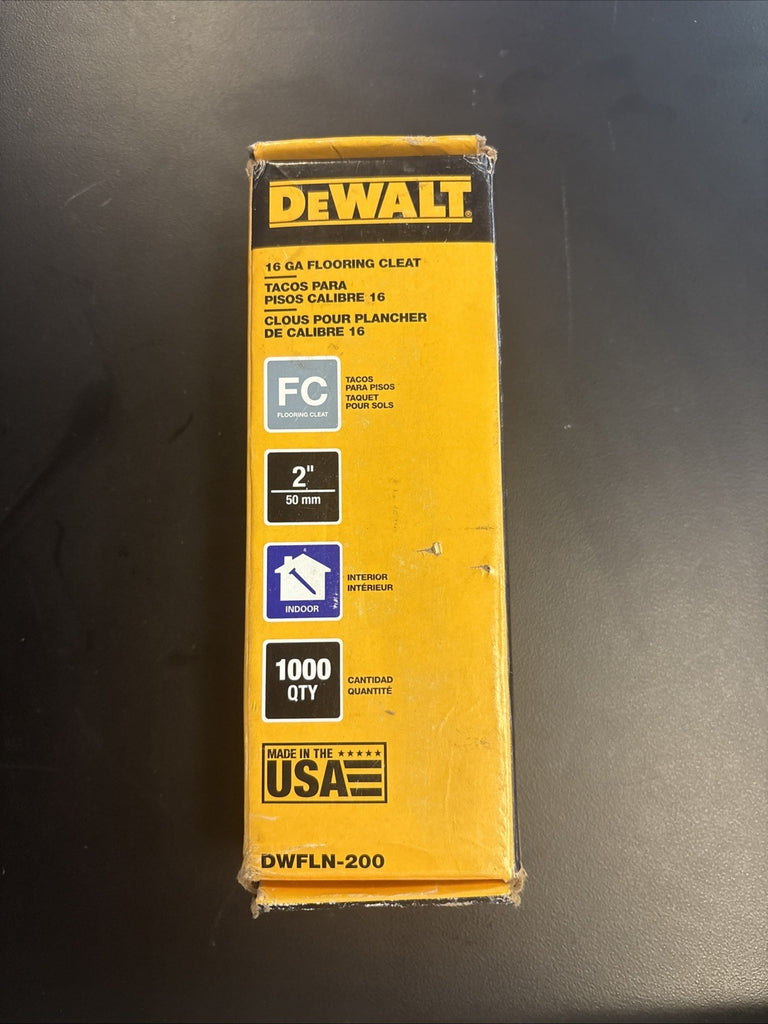 DEWALT®
16 GA FLOORING CLEAT
TACOS PARA
PISOS CALIBRE 16
CLOUS POUR PLANCHER
DE CALIBRE 16
FC
FLOORING CLEAT
TACOS
PARA PISOS
TAQUET
POUR SOLS
2"
50 mm
INDOOR
INTERIOR
INTÉRIEUR
1000
QTY
CANTIDAD
QUANTITÉ
MADE IN THE
USA
DWFLN-200